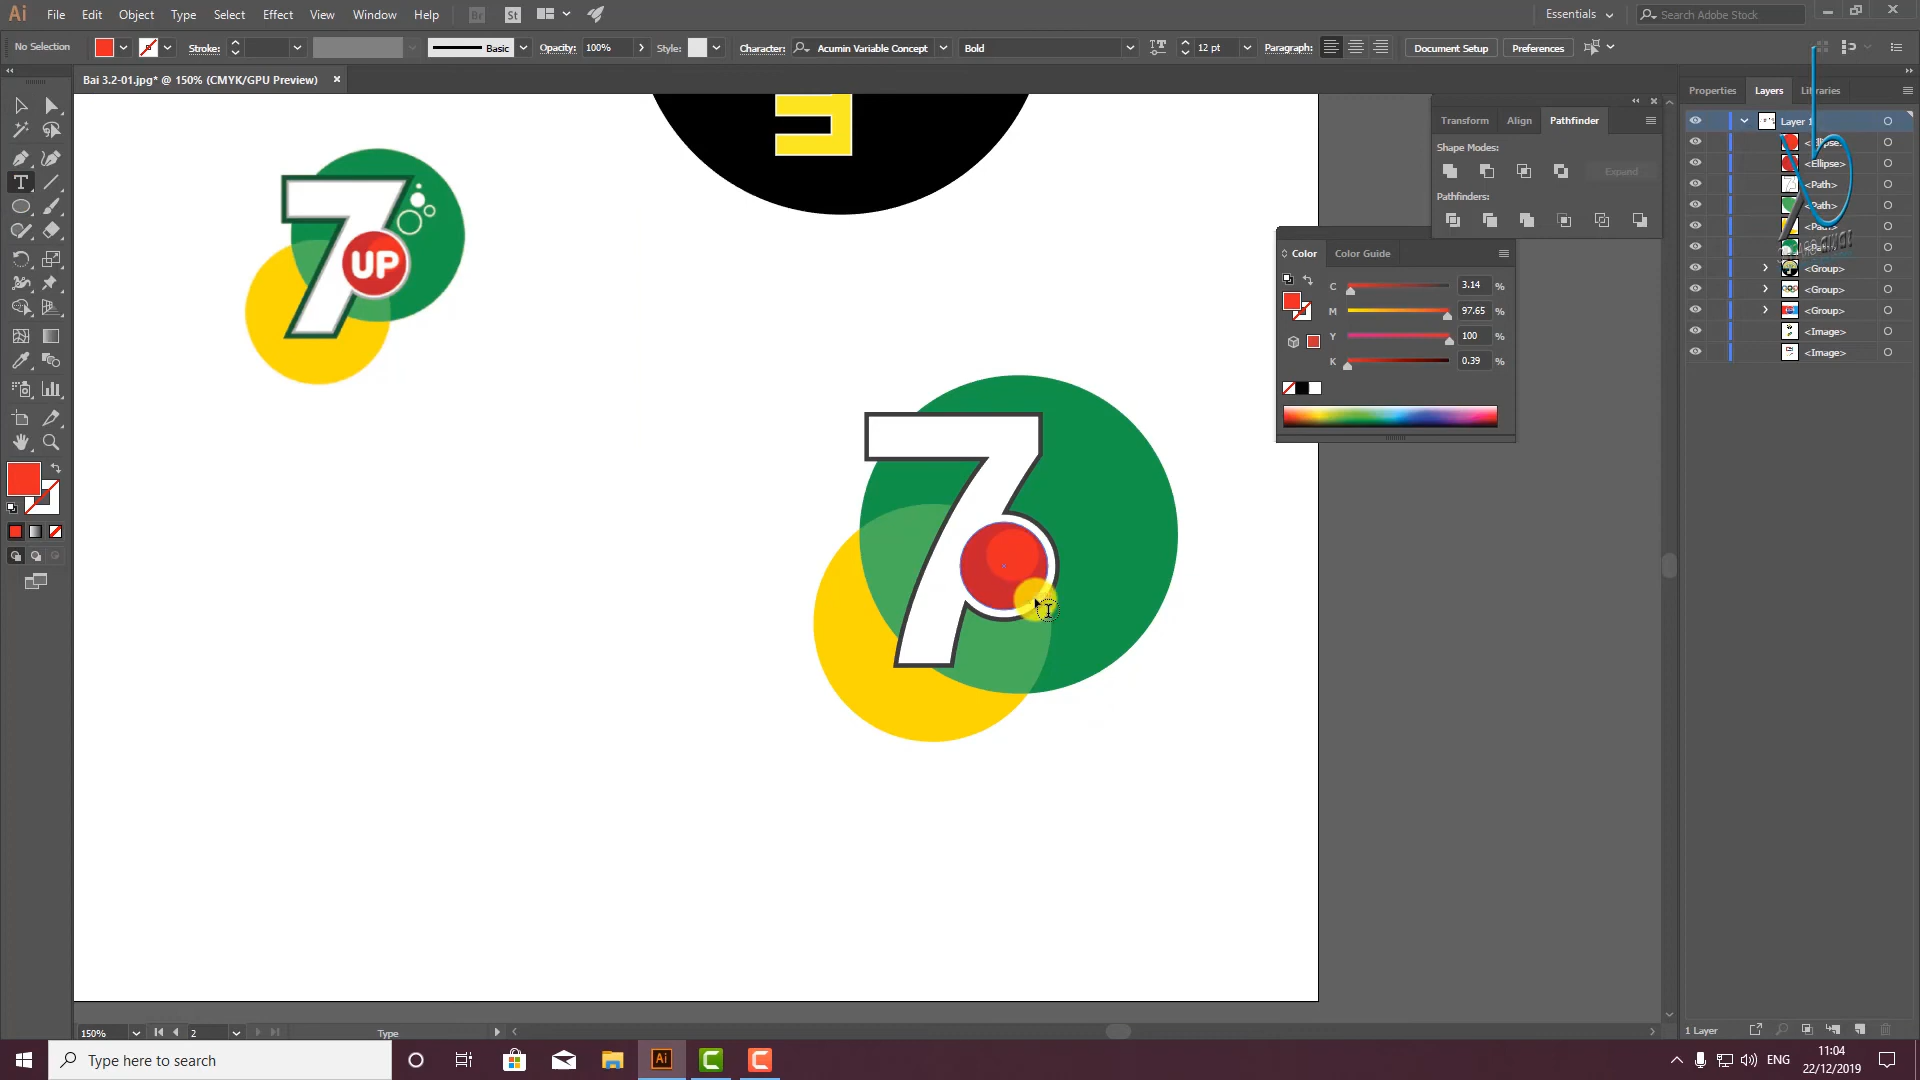 Ai File Edit Object Type Select Effect View Window Help Br St Essentials Search Adobe Stock
No Selection Stroke: Basic Opacity: 100% Style: Character: Acumin Variable Concept Bold 12 pt Paragraph: Document Setup Preferences
Bai 3.2-01.jpg* @ 150% (CMYK/GPU Preview) ×
Properties Layers Libraries
Transform Align Pathfinder
Shape Modes:
Expand
Pathfinders:
Color Color Guide
C 3.14 %
M 97.65 %
Y 100 %
K 0.39 %
Layer 1
<Ellipse>
<Ellipse>
<Path>
<Path>
<Path>
<Group>
<Group>
<Group>
<Image>
<Image>
7
UP
7
150% 2 Type
1 Layer
Type here to search
Ai
ENG
11:04
22/12/2019